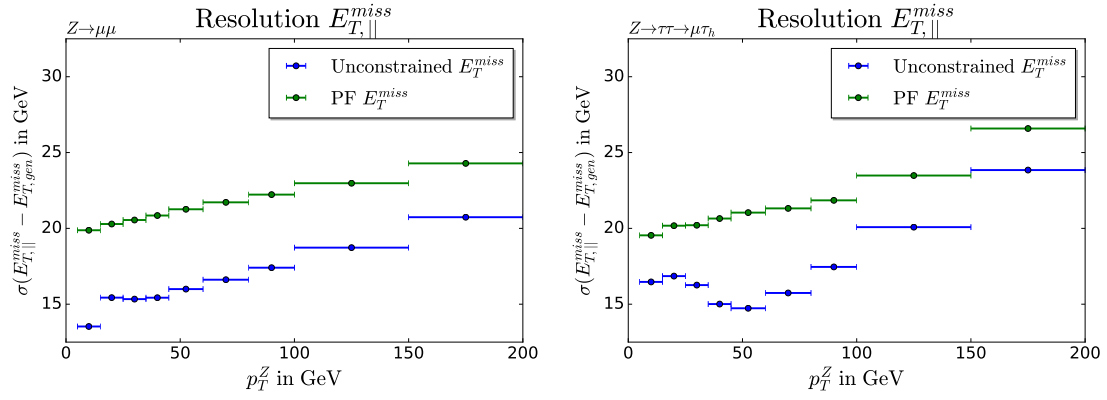 Resolution $E_{T,||}^{miss}$
Z→μμ
Unconstrained $E_T^{miss}$
PF $E_T^{miss}$
σ($E_{T,||}^{miss}$ − $E_{T,gen}^{miss}$) in GeV
30
25
20
15
0 50 100 150 200
$p_T^Z$ in GeV
Resolution $E_{T,||}^{miss}$
Z→ττ→μτ$_h$
Unconstrained $E_T^{miss}$
PF $E_T^{miss}$
σ($E_{T,||}^{miss}$ − $E_{T,gen}^{miss}$) in GeV
30
25
20
15
0 50 100 150 200
$p_T^Z$ in GeV